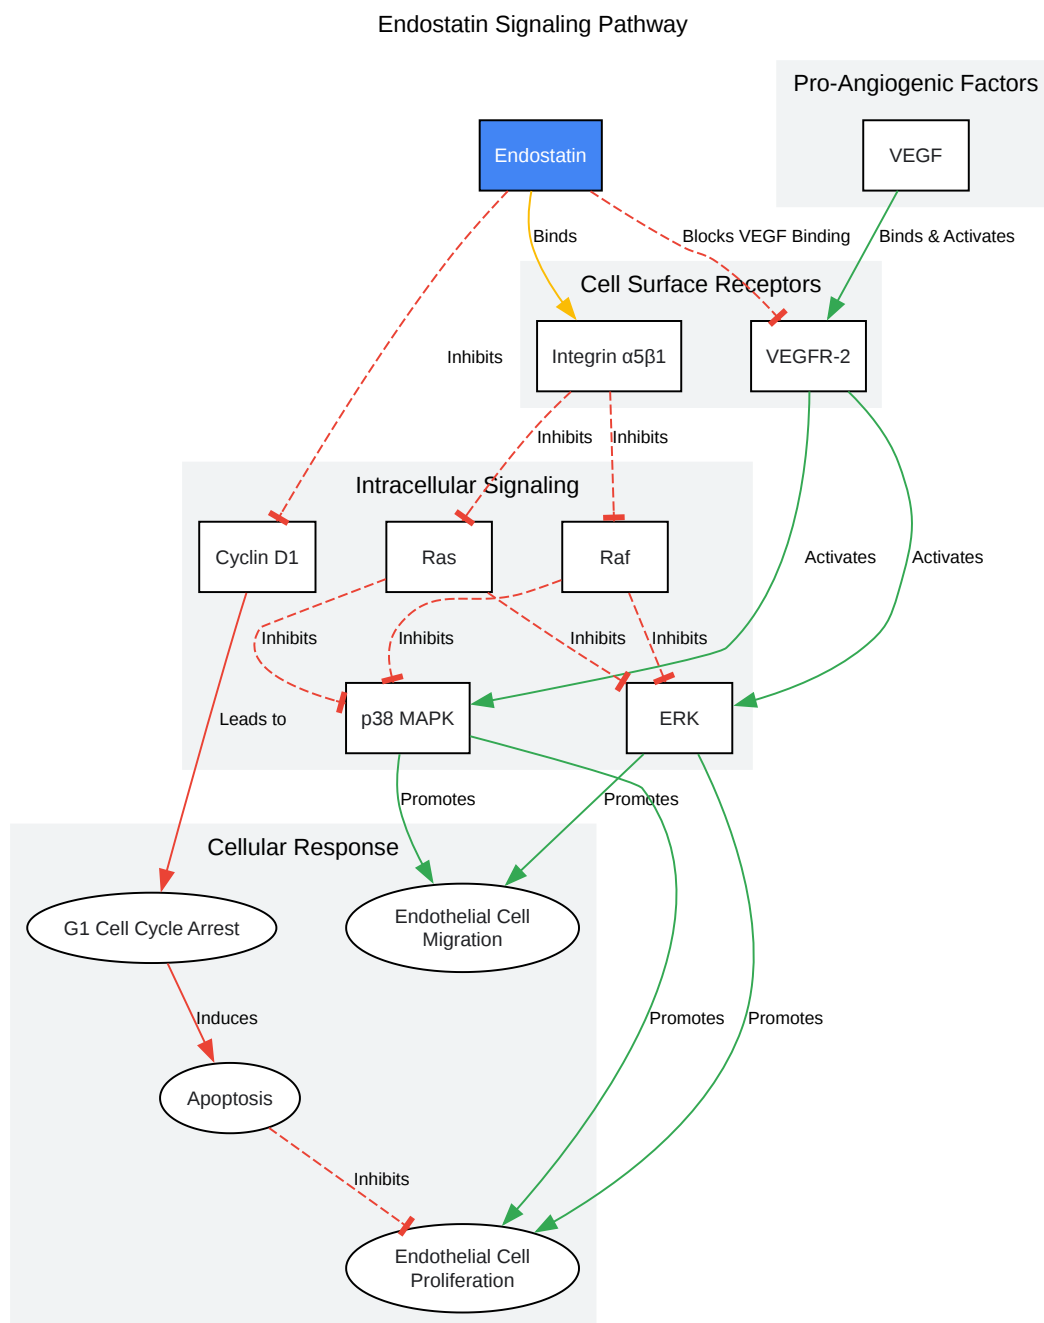 Endostatin Signaling Pathway
Pro-Angiogenic Factors
Endostatin
VEGF
Binds
Blocks VEGF Binding
Binds & Activates
Cell Surface Receptors
Inhibits
Integrin α5β1
VEGFR-2
Inhibits
Inhibits
Intracellular Signaling
Cyclin D1
Ras
Raf
Activates
Activates
Inhibits
Inhibits
Inhibits
Inhibits
Leads to
p38 MAPK
ERK
Promotes
Promotes
Cellular Response
G1 Cell Cycle Arrest
Endothelial Cell
Migration
Induces
Promotes
Promotes
Apoptosis
Inhibits
Endothelial Cell
Proliferation